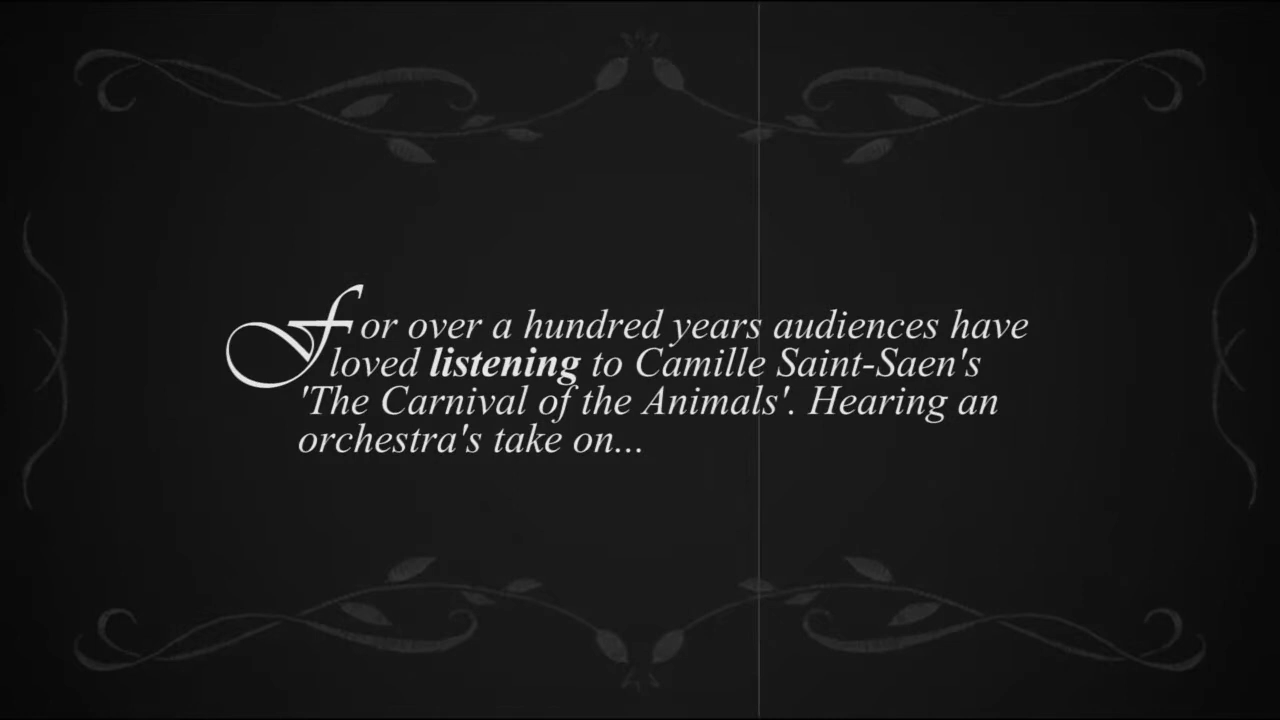 For over a hundred years audiences have
loved listening to Camille Saint-Saen's
'The Carnival of the Animals'. Hearing an
orchestra's take on...